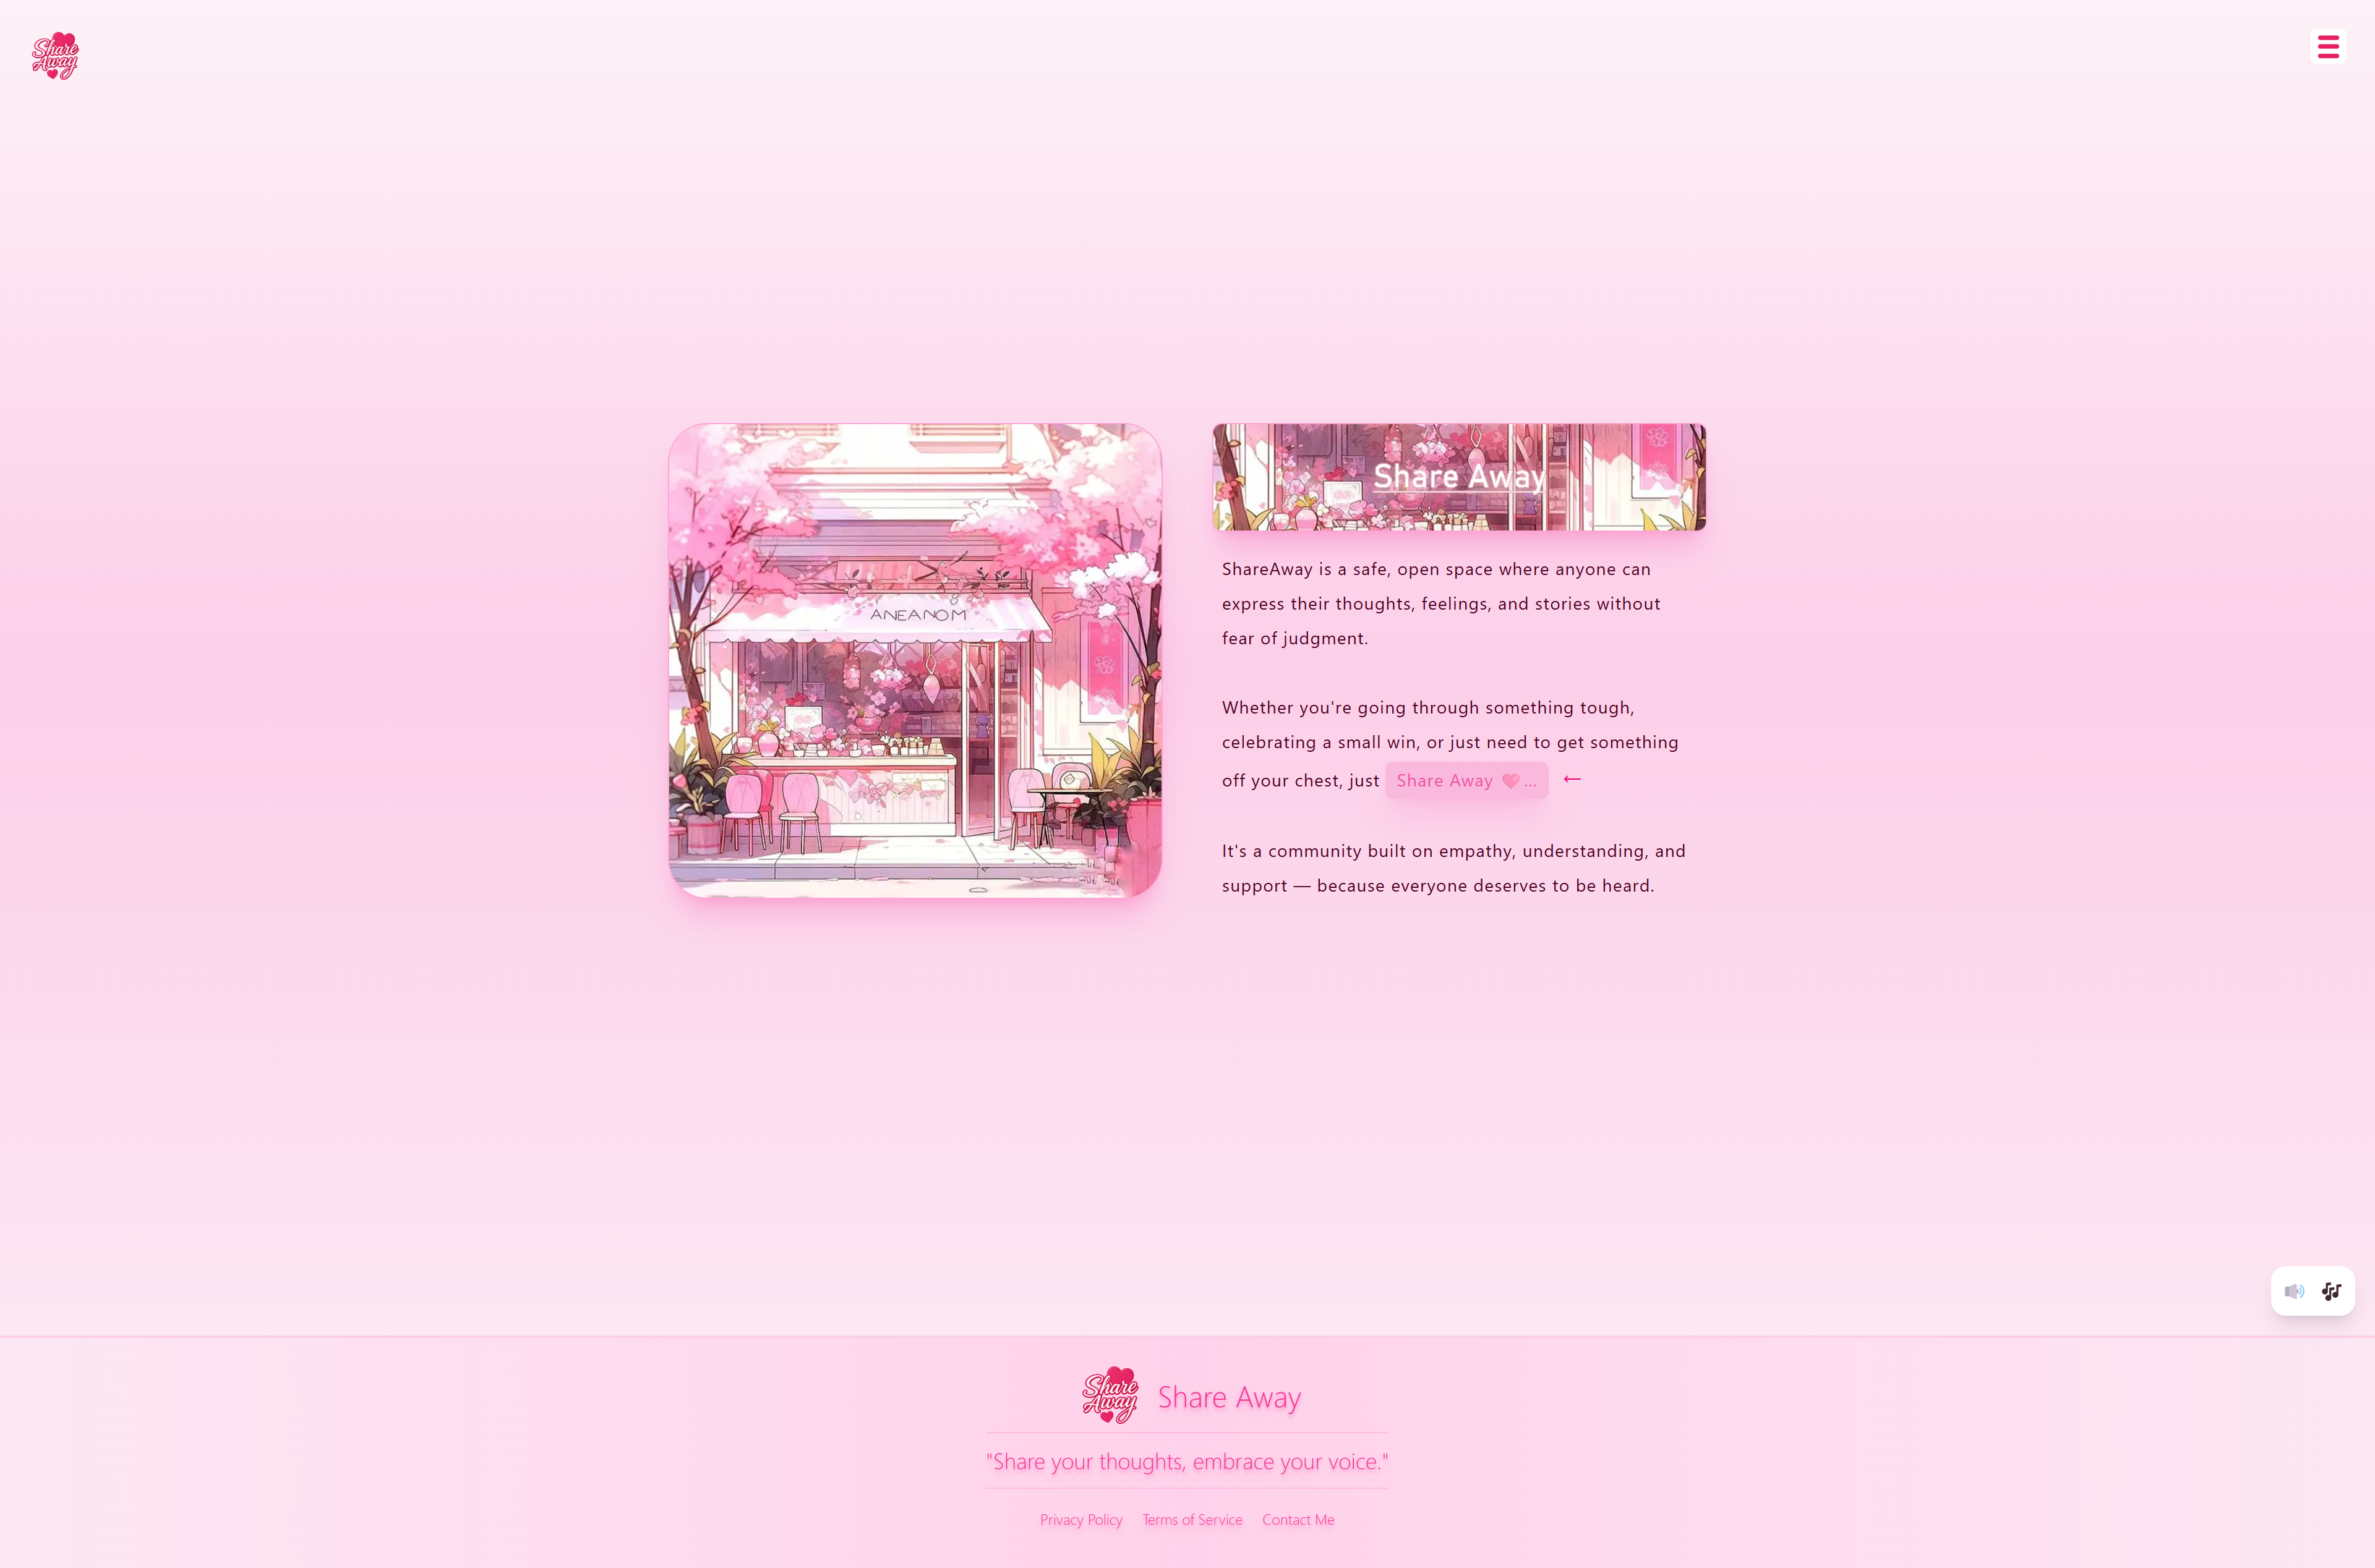 Share
Away
ANEANOM
Share Away
ShareAway is a safe, open space where anyone can
express their thoughts, feelings, and stories without
fear of judgment.
Whether you're going through something tough,
celebrating a small win, or just need to get something
off your chest, just Share Away 🩷 ... ←
It's a community built on empathy, understanding, and
support — because everyone deserves to be heard.
Share
Away
Share Away
"Share your thoughts, embrace your voice."
Privacy Policy Terms of Service Contact Me